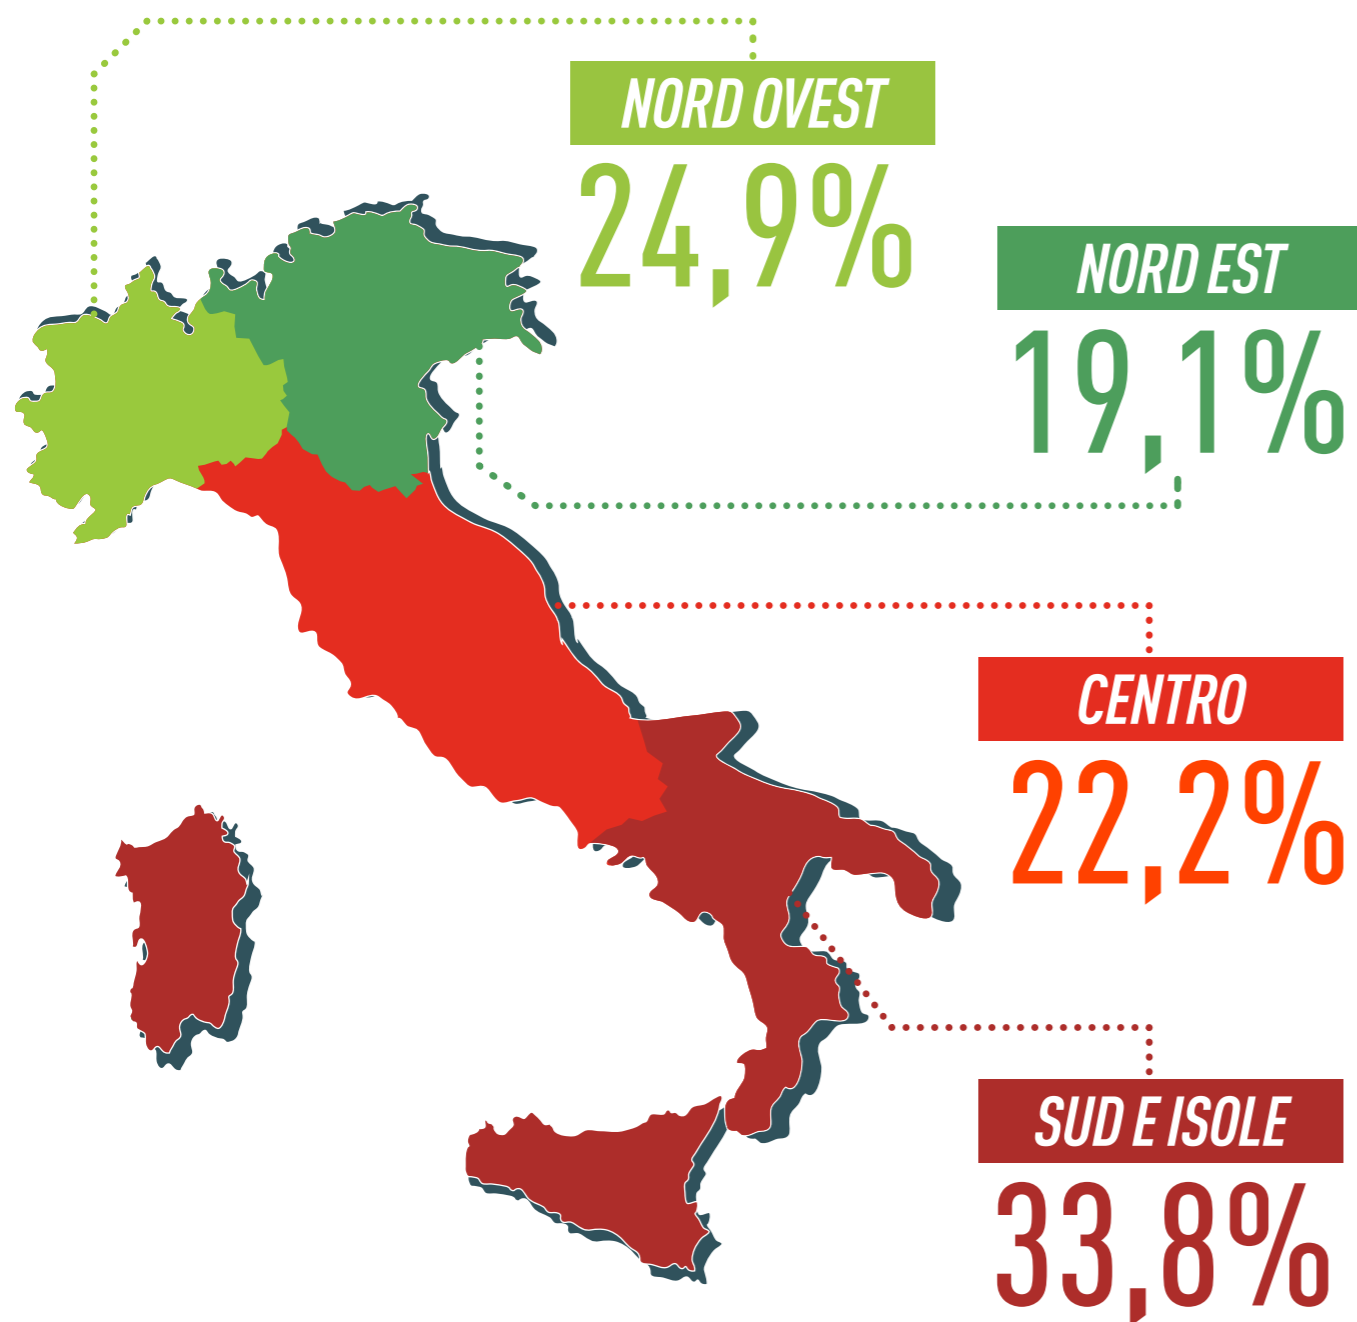 NORD OVEST
24,9%
NORD EST
19,1%
CENTRO
22,2%
SUD E ISOLE
33,8%